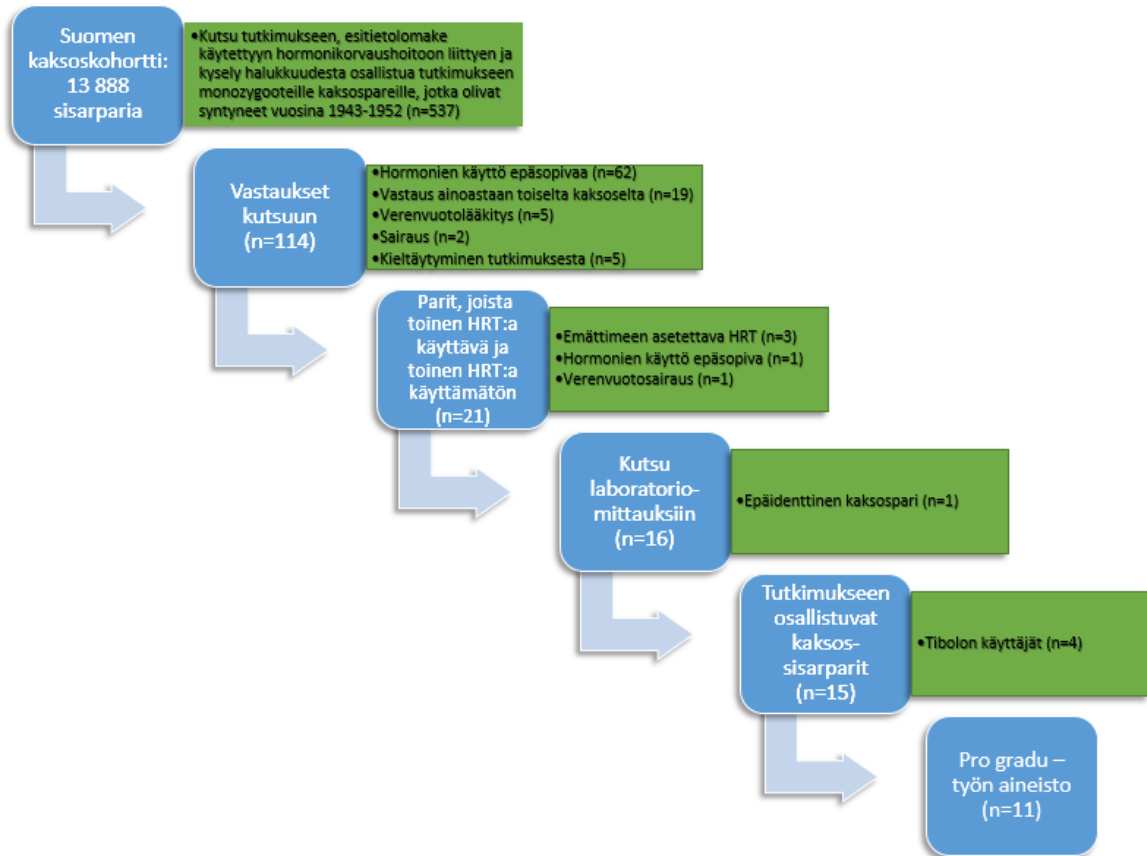 Suomen
kaksoskohortti:
13 888
sisarparia
•Kutsu tutkimukseen, esitietolomake
käytettyyn hormonikorvaushoitoon liittyen ja
kysely halukkuudesta osallistua tutkimukseen
monozygooteille kaksospareille, jotka olivat
syntyneet vuosina 1943-1952 (n=537)
Vastaukset
kutsuun
(n=114)
•Hormonien käyttö epäsopivaa (n=62)
•Vastaus ainoastaan toiselta kaksoselta (n=19)
•Verenvuotolääkitys (n=5)
•Sairaus (n=2)
•Kieltäytyminen tutkimuksesta (n=5)
Parit, joista
toinen HRT:a
käyttävä ja
toinen HRT:a
käyttämätön
(n=21)
•Emättimeen asetettava HRT (n=3)
•Hormonien käyttö epäsopiva (n=1)
•Verenvuotosairaus (n=1)
Kutsu
laboratorio-
mittauksiin
(n=16)
•Epäidenttinen kaksospari (n=1)
Tutkimukseen
osallistuvat
kaksos-
sisarparit
(n=15)
•Tibolon käyttäjät (n=4)
Pro gradu –
työn aineisto
(n=11)